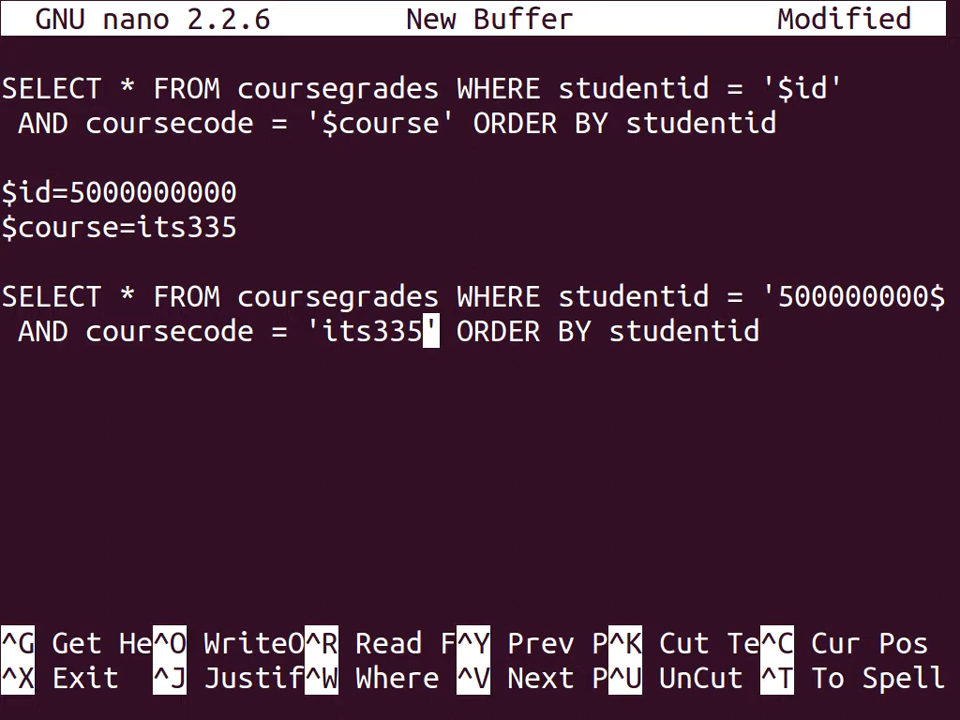 GNU nano 2.2.6 New Buffer Modified
SELECT * FROM coursegrades WHERE studentid = '$id'
AND coursecode = '$course' ORDER BY studentid
$id=5000000000
$course=its335
SELECT * FROM coursegrades WHERE studentid = '500000000$
AND coursecode = 'its335' ORDER BY studentid
^G Get He^O WriteO^R Read F^Y Prev P^K Cut Te^C Cur Pos
^X Exit ^J Justif^W Where ^V Next P^U UnCut ^T To Spell